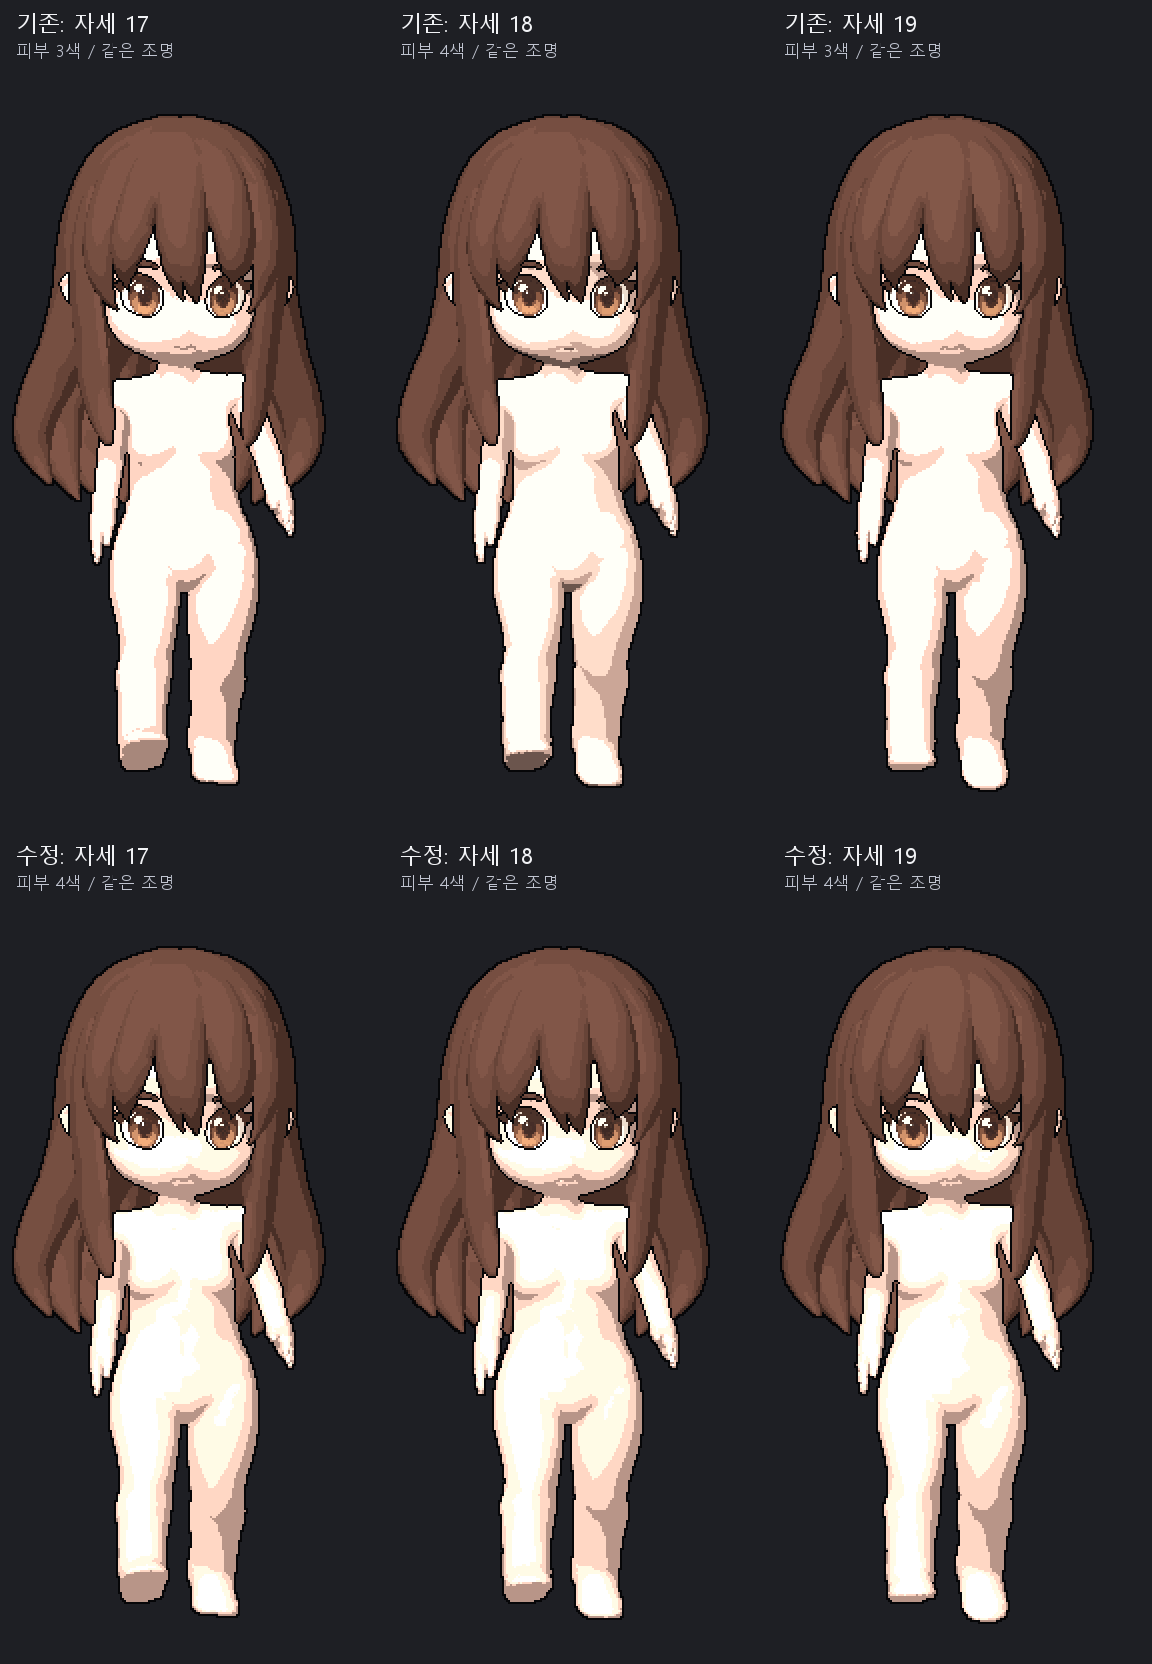 기존: 자세 17
피부 3색 / 같은 조명
기존: 자세 18
피부 4색 / 같은 조명
기존: 자세 19
피부 3색 / 같은 조명
수정: 자세 17
피부 4색 / 같은 조명
수정: 자세 18
피부 4색 / 같은 조명
수정: 자세 19
피부 4색 / 같은 조명